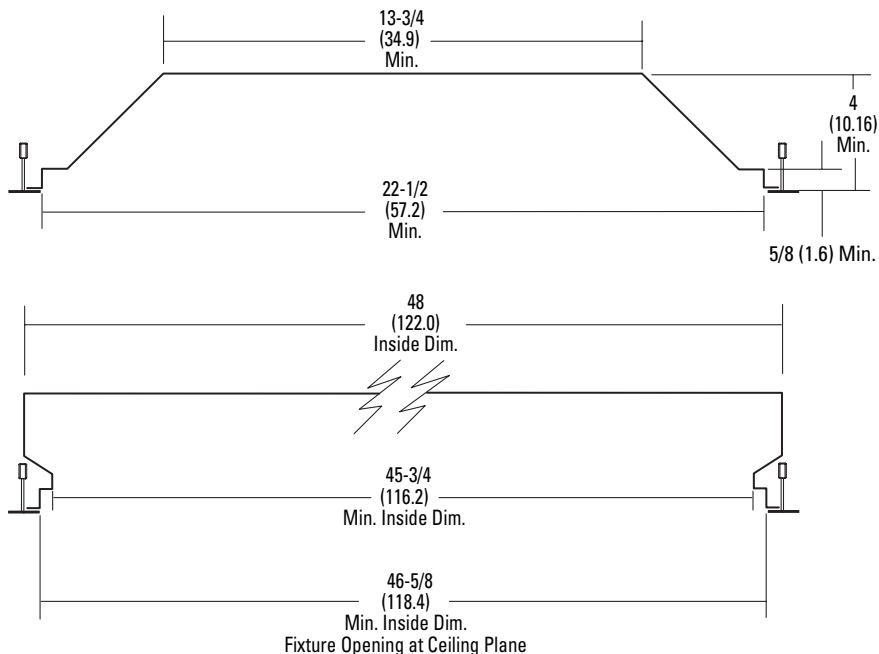 13-3/4
(34.9)
Min.
4
(10.16)
Min.
22-1/2
(57.2)
Min.
5/8 (1.6) Min.
48
(122.0)
Inside Dim.
45-3/4
(116.2)
Min. Inside Dim.
46-5/8
(118.4)
Min. Inside Dim.
Fixture Opening at Ceiling Plane